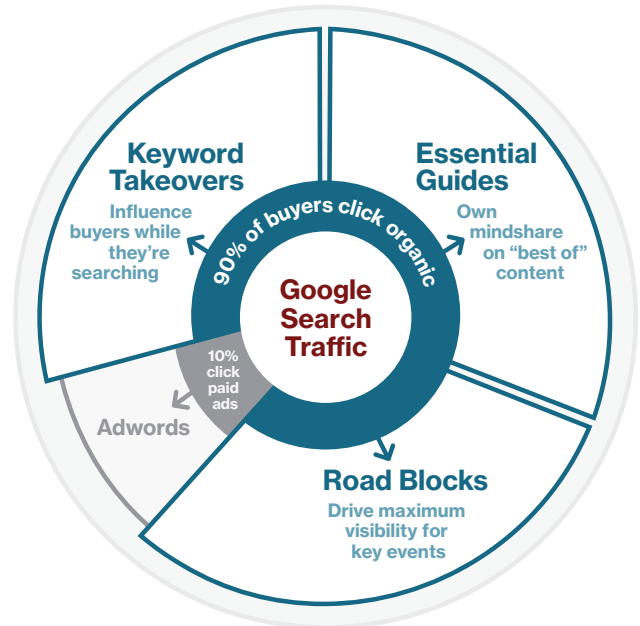 Keyword
Takeovers
Influence
buyers while
they’re
searching
Essential
Guides
Own
mindshare
on “best of”
content
90% of buyers click organic
Google
Search
Traffic
10%
click
paid
ads
Adwords
Road Blocks
Drive maximum
visibility for
key events